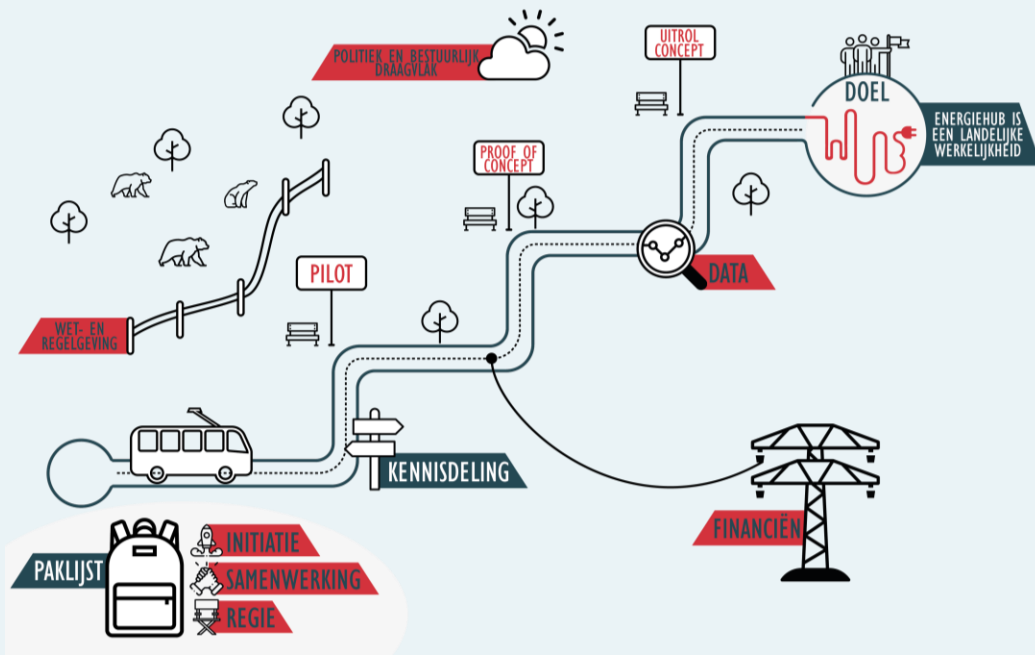 POLITIEK EN BESTUURLIJK
DRAAGVLAK
UITROL
CONCEPT
DOEL
ENERGIEHUB IS
EEN LANDELIJKE
WERKELIJKHEID
PROOF OF
CONCEPT
PILOT
DATA
WET- EN
REGELGEVING
KENNISDELING
FINANCIËN
PAKLIJST
INITIATIE
SAMENWERKING
REGIE